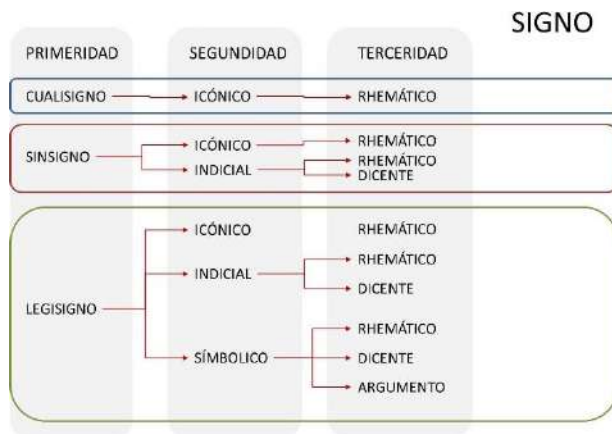 SIGNO
PRIMERIDAD SEGUNDIDAD TERCERIDAD
CUALISIGNO ICÓNICO RHEMÁTICO
ICÓNICO RHEMÁTICO
SINSIGNO RHEMÁTICO
INDICIAL DICENTE
ICÓNICO RHEMÁTICO
RHEMÁTICO
INDICIAL
DICENTE
LEGISIGNO
RHEMÁTICO
SÍMBOLICO DICENTE
ARGUMENTO